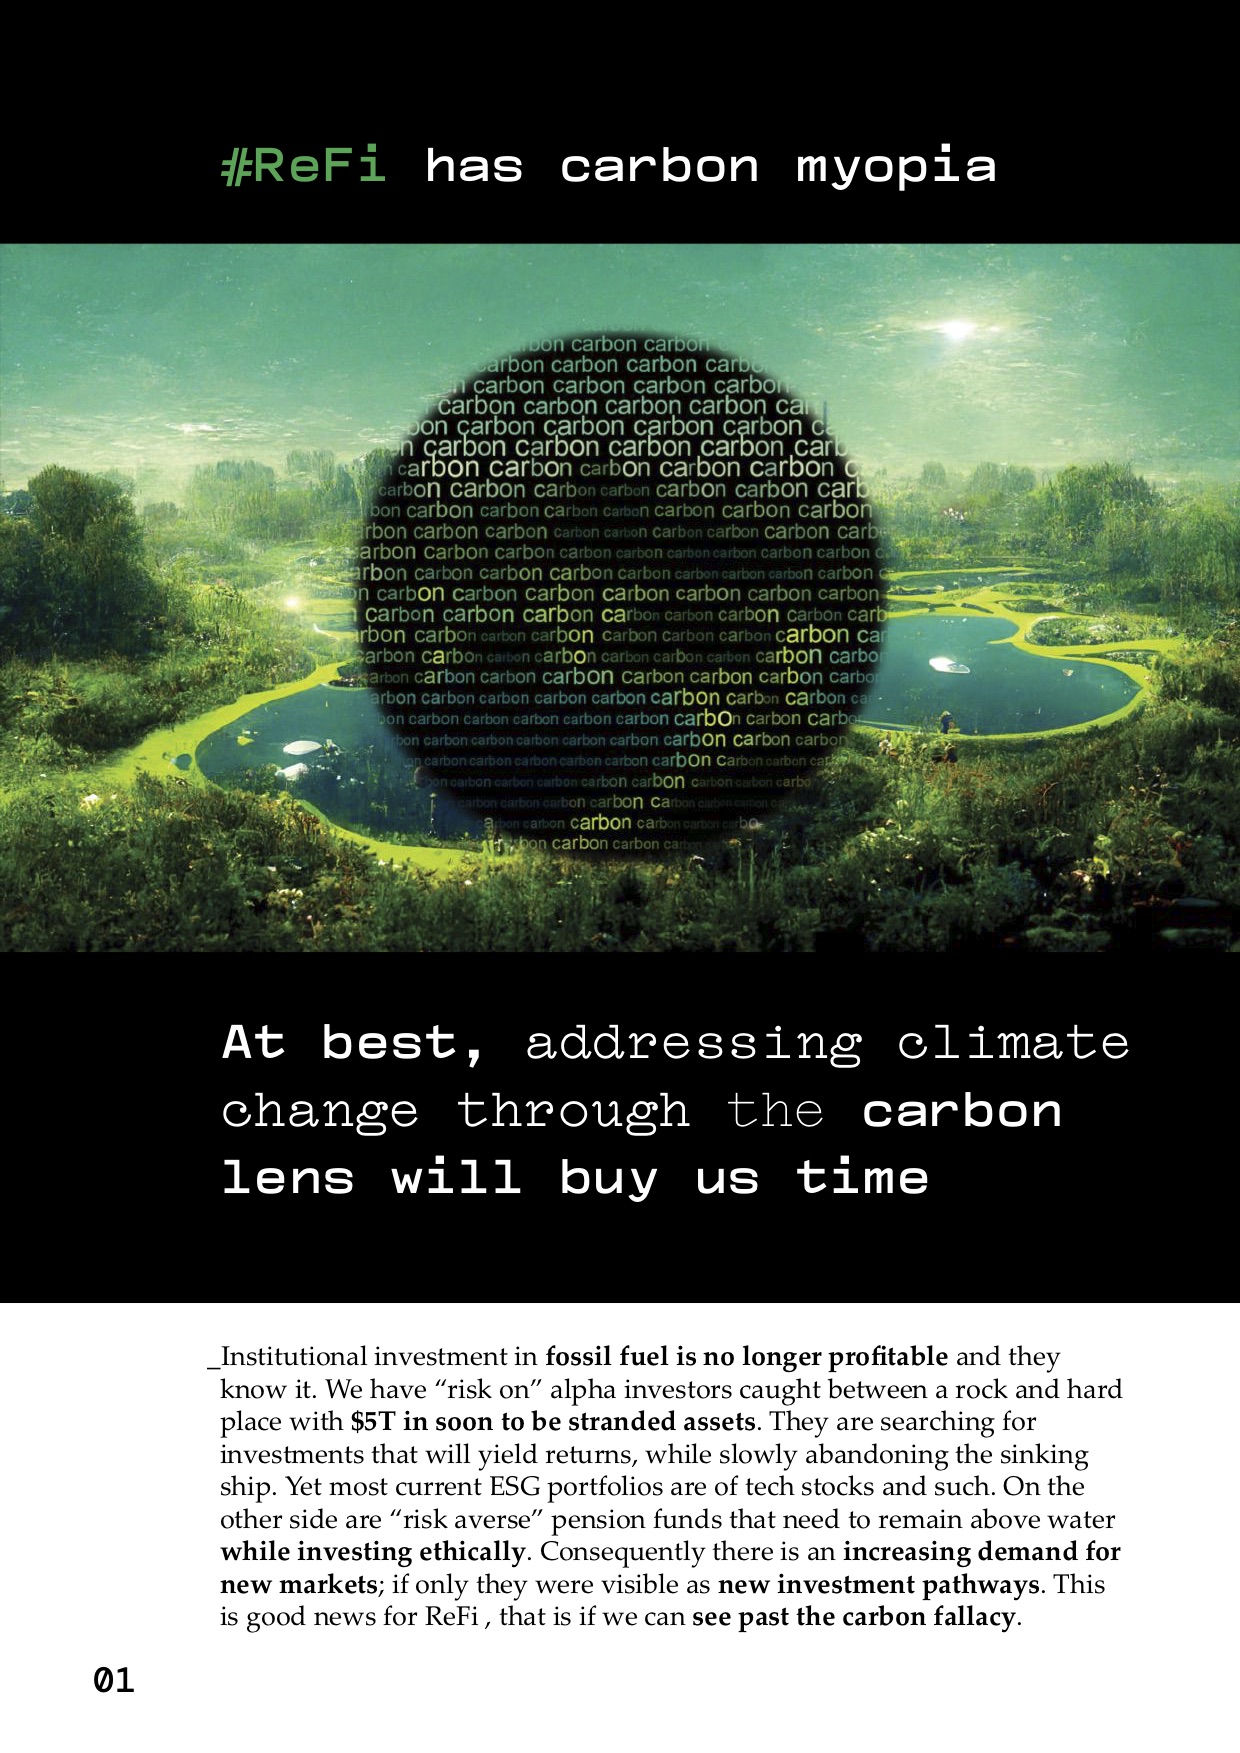 #ReFi has carbon myopia
bon carbon carbon
carbon carbon carbon carb
carbon carbon carbon carbon
carbon carbon carbon carbon car
bon carbon carbon carbon carbon
carbon carbon carbon carbon carb
carbon carbon carbon carbon carbon
carbon carbon carbon carbon carbon carbon carb
bon carbon carbon carbon carbon carbon carbon carbon
rbon carbon carbon carbon carbon carbon carbon carb
arbon carbon carbon carbon carbon carbon carbon carbon carbon
rbon carbon carbon carbon carbon carbon carbon carbon carbon
carbon carbon carbon carbon carbon carbon carbon
carbon carbon carbon carbon carbon carbon carbon carbon
rbon carbon carbon carbon carbon carbon carbon carbon car
carbon carbon carbon carbon carbon carbon carbon carbon carb
carbon carbon carbon carbon carbon carbon carbon carbo
arbon carbon carbon carbon carbon carbon carbon carbon ca
on carbon carbon carbon carbon carbon carbon carbo
rbon carbon carbon carbon carbon carbon carbon carbon carbon
carbon carbon carbon carbon carbon carbon carbon car
on carbon carbon carbon carbon carbon carbon carbo
carbon carbon carbon carbon carbon carbon ca
arbon carbon carbon carbon carbon carbo
bon carbon carbon car
At best, addressing climate
change through the carbon
lens will buy us time
_Institutional investment in fossil fuel is no longer profitable and they
know it. We have “risk on” alpha investors caught between a rock and hard
place with $5T in soon to be stranded assets. They are searching for
investments that will yield returns, while slowly abandoning the sinking
ship. Yet most current ESG portfolios are of tech stocks and such. On the
other side are “risk averse” pension funds that need to remain above water
while investing ethically. Consequently there is an increasing demand for
new markets; if only they were visible as new investment pathways. This
is good news for ReFi , that is if we can see past the carbon fallacy.
01